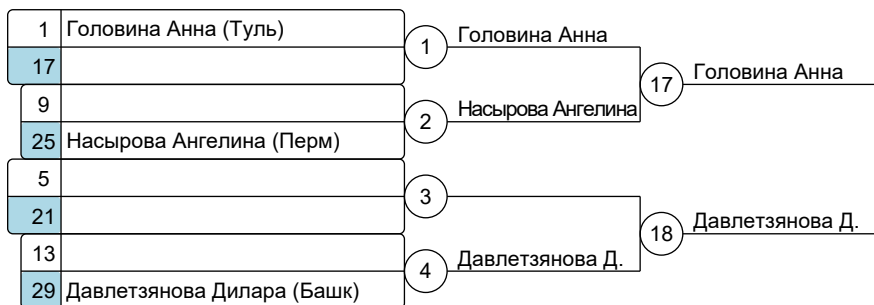 1 Головина Анна (Туль)
17
9
25 Насырова Ангелина (Перм)
5
21
13
29 Давлетзянова Дилара (Башк)
1 Головина Анна
2 Насырова Ангелина
3
4 Давлетзянова Д.
17 Головина Анна
18 Давлетзянова Д.